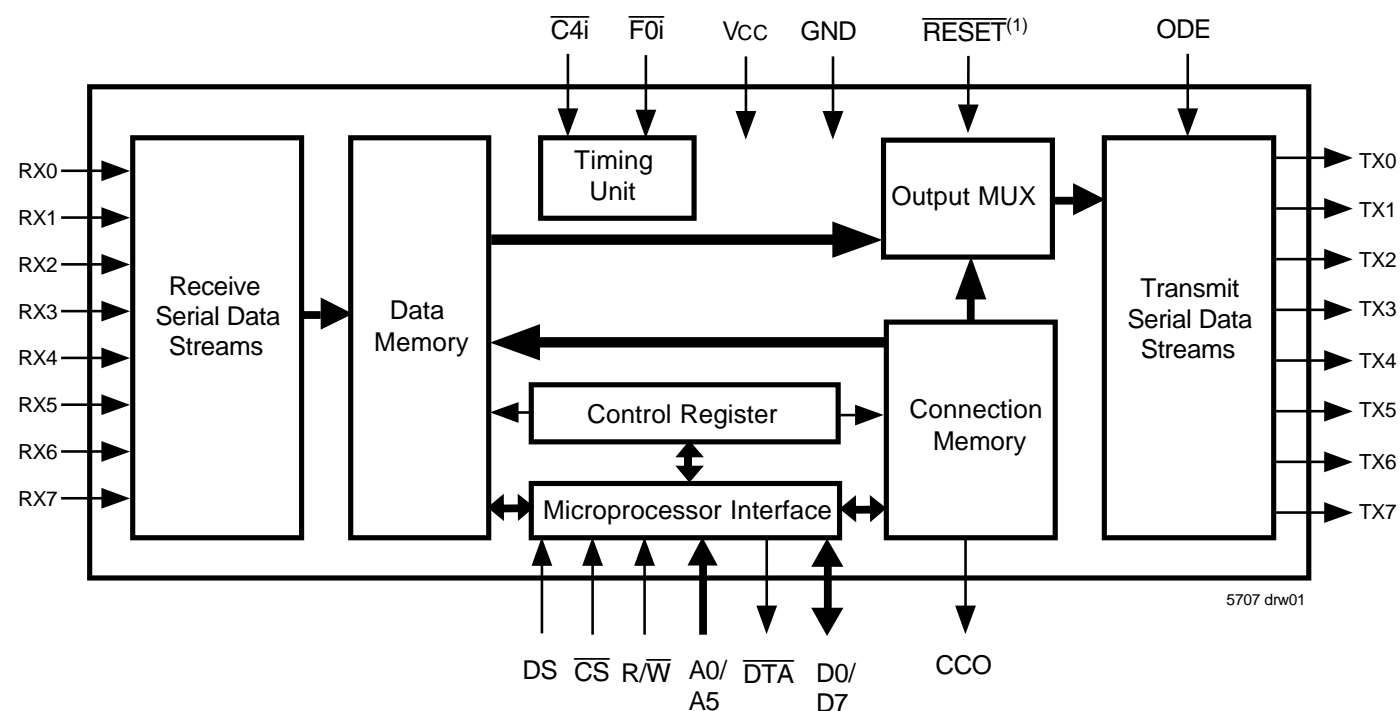 C4i F0i VCC GND RESET(1) ODE
RX0
RX1
RX2
RX3
RX4
RX5
RX6
RX7
Receive
Serial Data
Streams
Data
Memory
Timing
Unit
Output MUX
Control Register
Microprocessor Interface
Connection
Memory
Transmit
Serial Data
Streams
TX0
TX1
TX2
TX3
TX4
TX5
TX6
TX7
5707 drw01
DS CS R/W A0/ DTA D0/ CCO
A5 D7